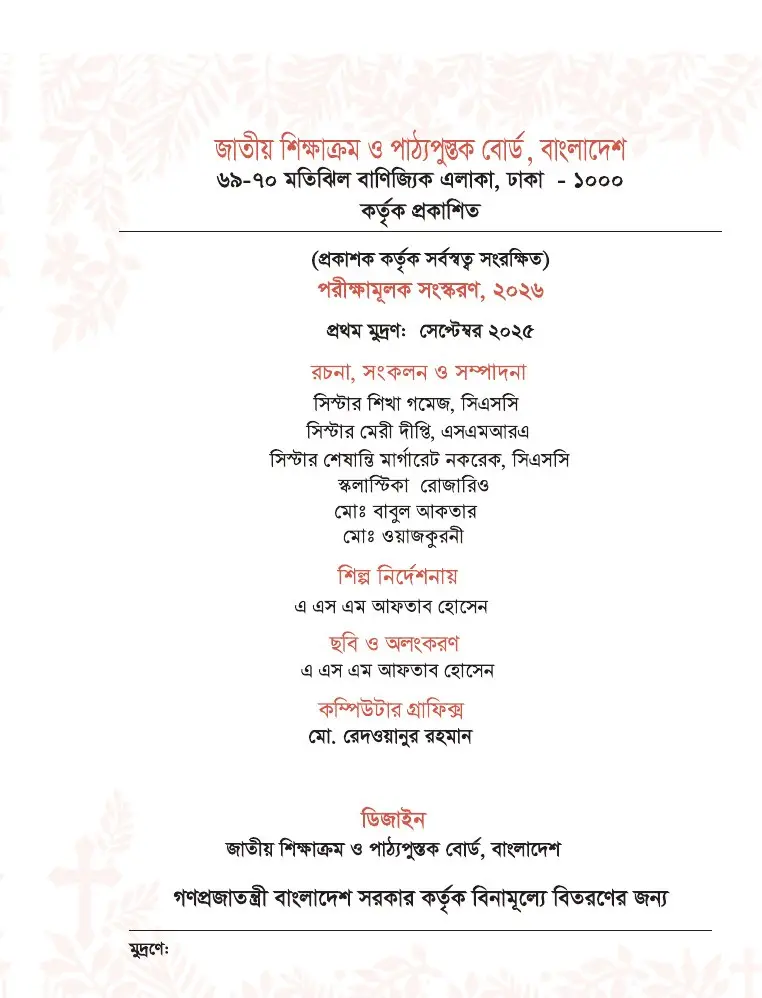 জাতীয় শিক্ষাক্রম ও পাঠ্যপুস্তক বোর্ড, বাংলাদেশ
৬৯-৭০ মতিঝিল বাণিজ্যিক এলাকা, ঢাকা - ১০০০
কর্তৃক প্রকাশিত
(প্রকাশক কর্তৃক সর্বস্বত্ব সংরক্ষিত)
পরীক্ষামূলক সংস্করণ, ২০২৬
প্রথম মুদ্রণ: সেপ্টেম্বর ২০২৫
রচনা, সংকলন ও সম্পাদনা
সিস্টার শিখা গমেজ, সিএসসি
সিস্টার মেরী দীপ্তি, এসএমআরএ
সিস্টার শেষান্তি মার্গারেট নকরেক, সিএসসি
স্কলাস্টিকা রোজারিও
মোঃ বাবুল আকতার
মোঃ ওয়াজকুরনী
শিল্প নির্দেশনায়
এ এস এম আফতাব হোসেন
ছবি ও অলংকরণ
এ এস এম আফতাব হোসেন
কম্পিউটার গ্রাফিক্স
মো. রেদওয়ানুর রহমান
ডিজাইন
জাতীয় শিক্ষাক্রম ও পাঠ্যপুস্তক বোর্ড, বাংলাদেশ
গণপ্রজাতন্ত্রী বাংলাদেশ সরকার কর্তৃক বিনামূল্যে বিতরণের জন্য
মুদ্রণে: